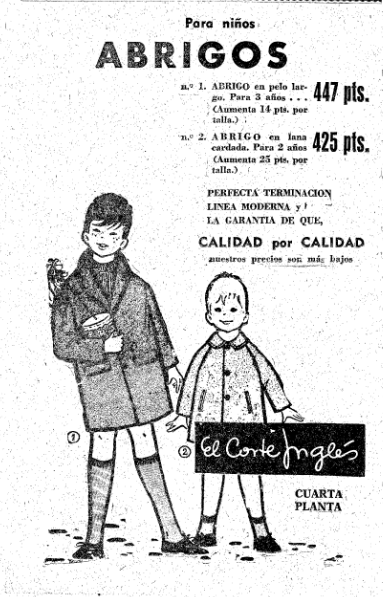 Para niños
ABRIGOS
n.º 1. ABRIGO en pelo lar-
go. Para 3 años . . . 447 pts.
(Aumenta 14 pts. por
talla.)
n.º 2. ABRIGO en lana
cardada. Para 2 años 425 pts.
(Aumenta 25 pts. por
talla.)
PERFECTA TERMINACION
LINEA MODERNA y
LA GARANTIA DE QUE,
CALIDAD por CALIDAD
nuestros precios son más bajos
1
2
El Corte Inglés
CUARTA
PLANTA